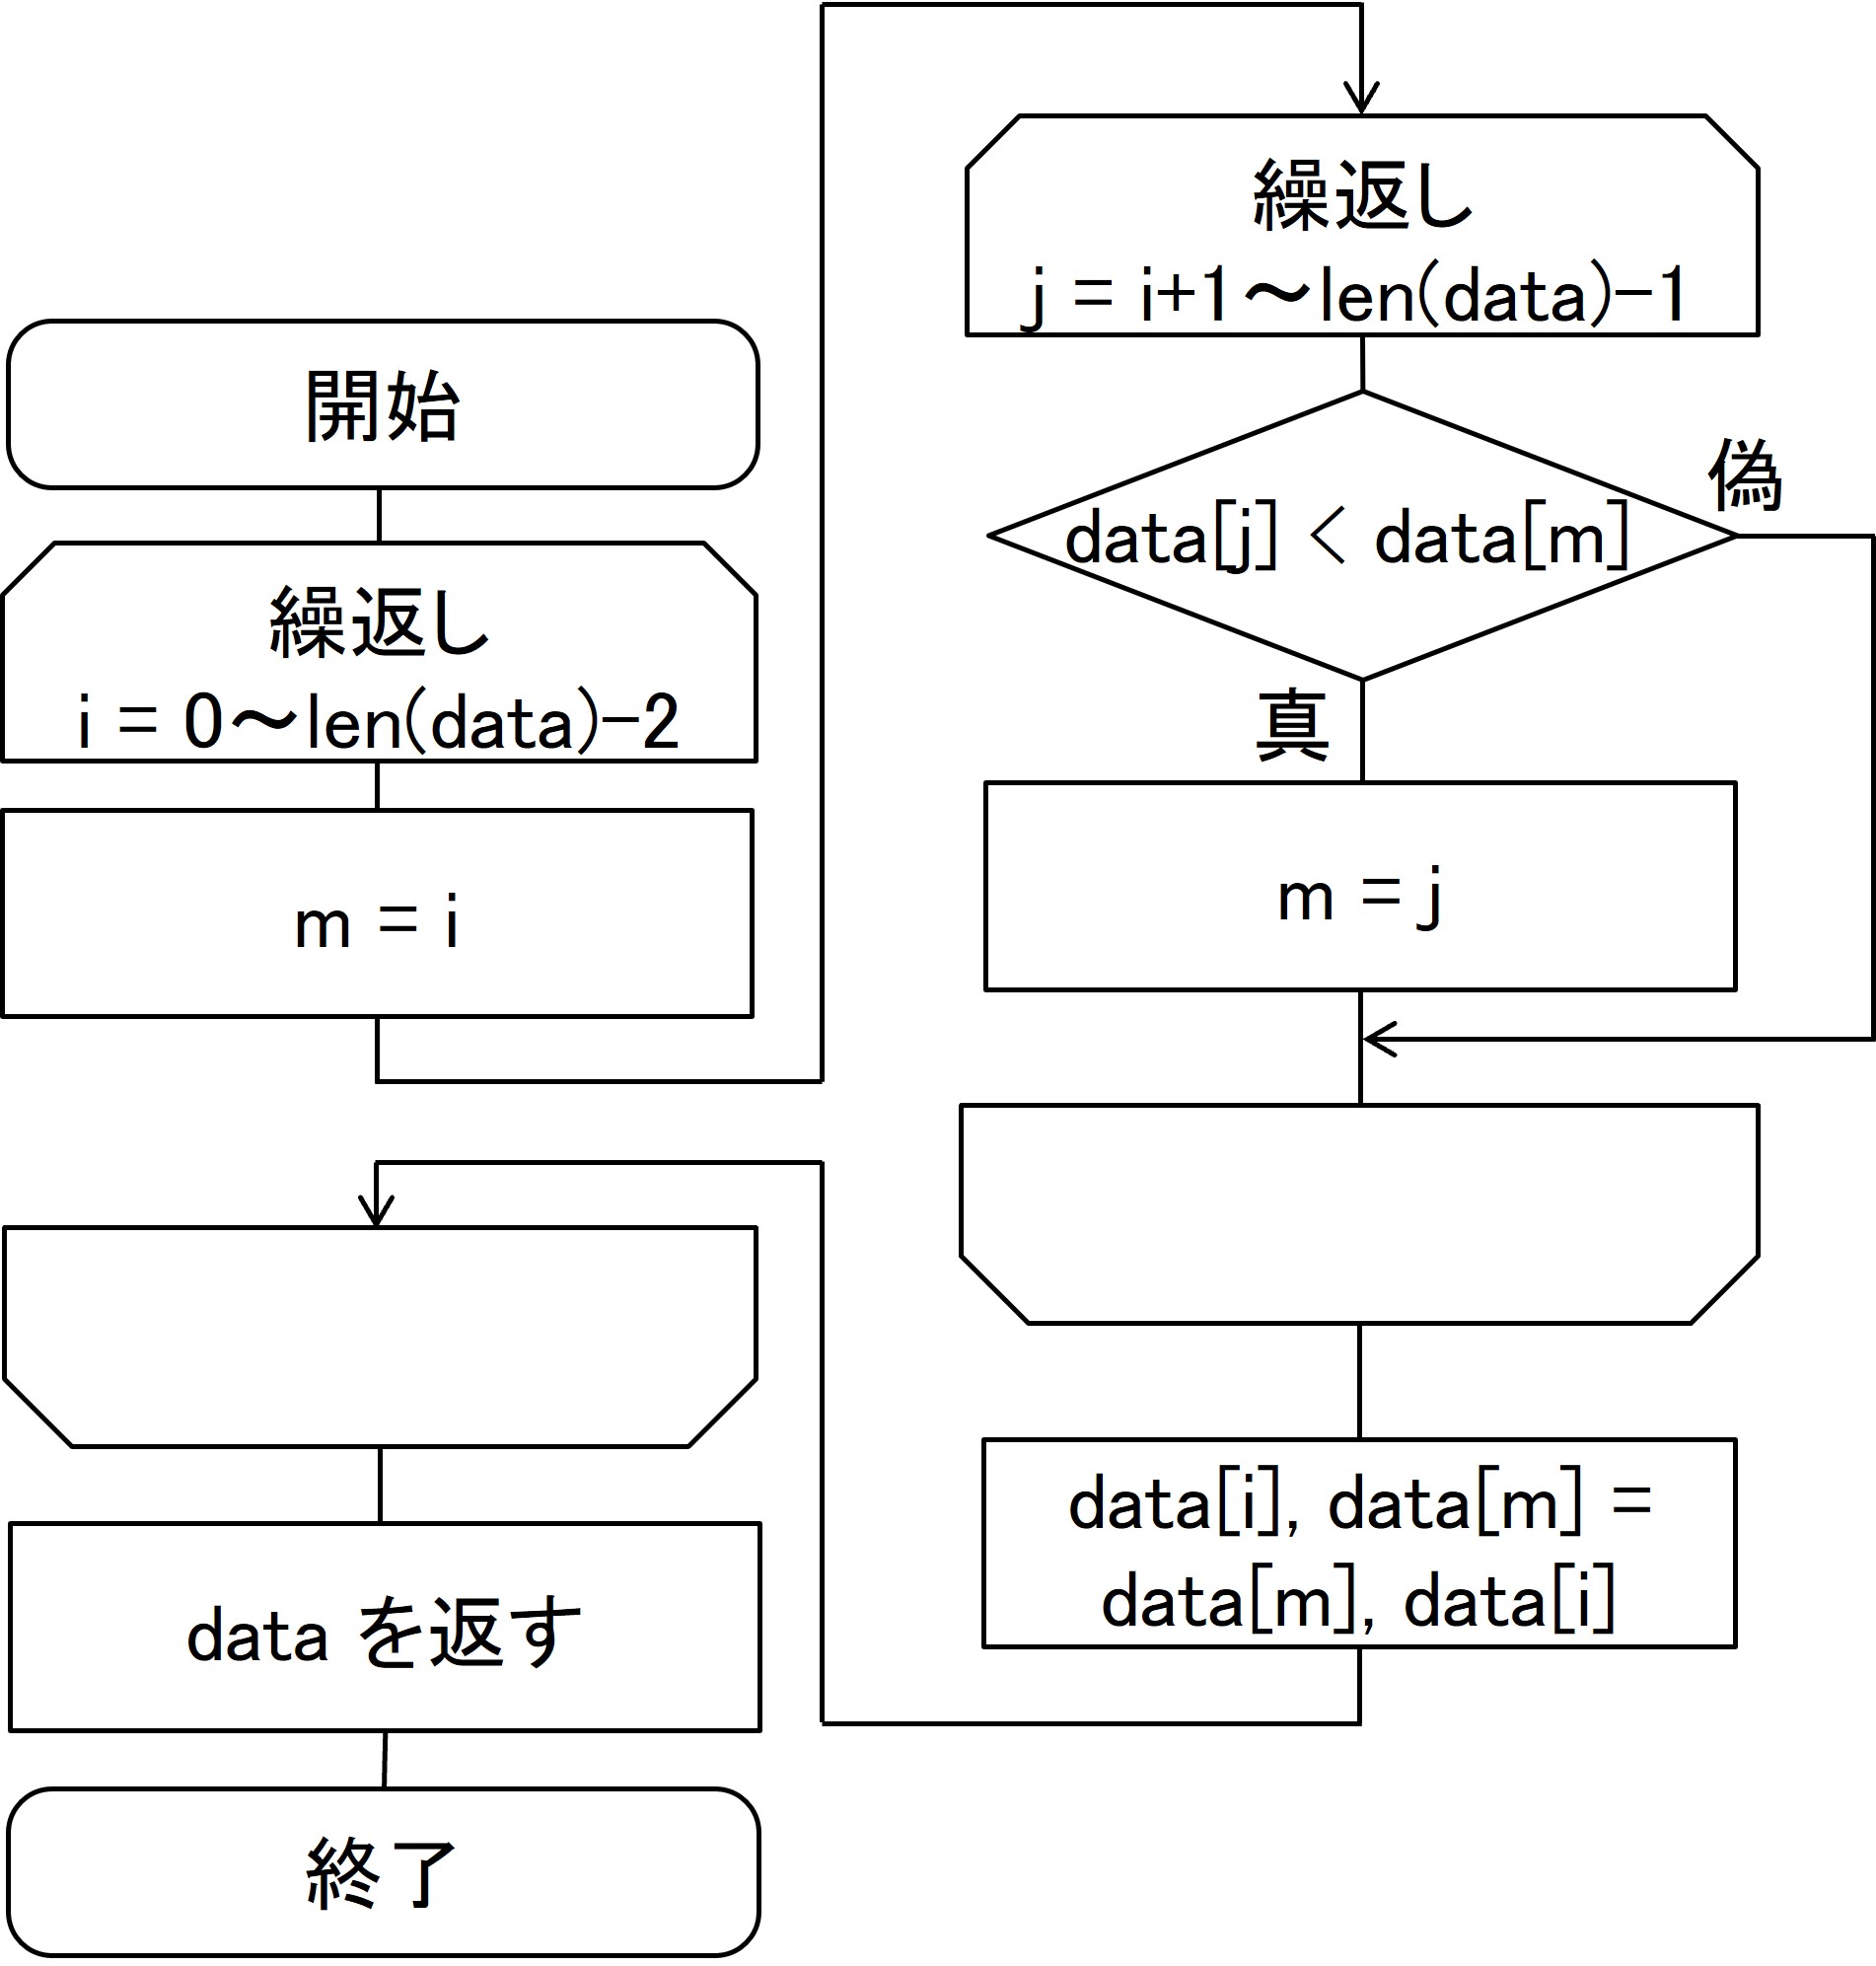 開始
繰返し
i = 0～len(data)-2
m = i
繰返し
j = i+1～len(data)-1
data[j] < data[m]
偽
真
m = j
data[i], data[m] =
data[m], data[i]
data を返す
終了